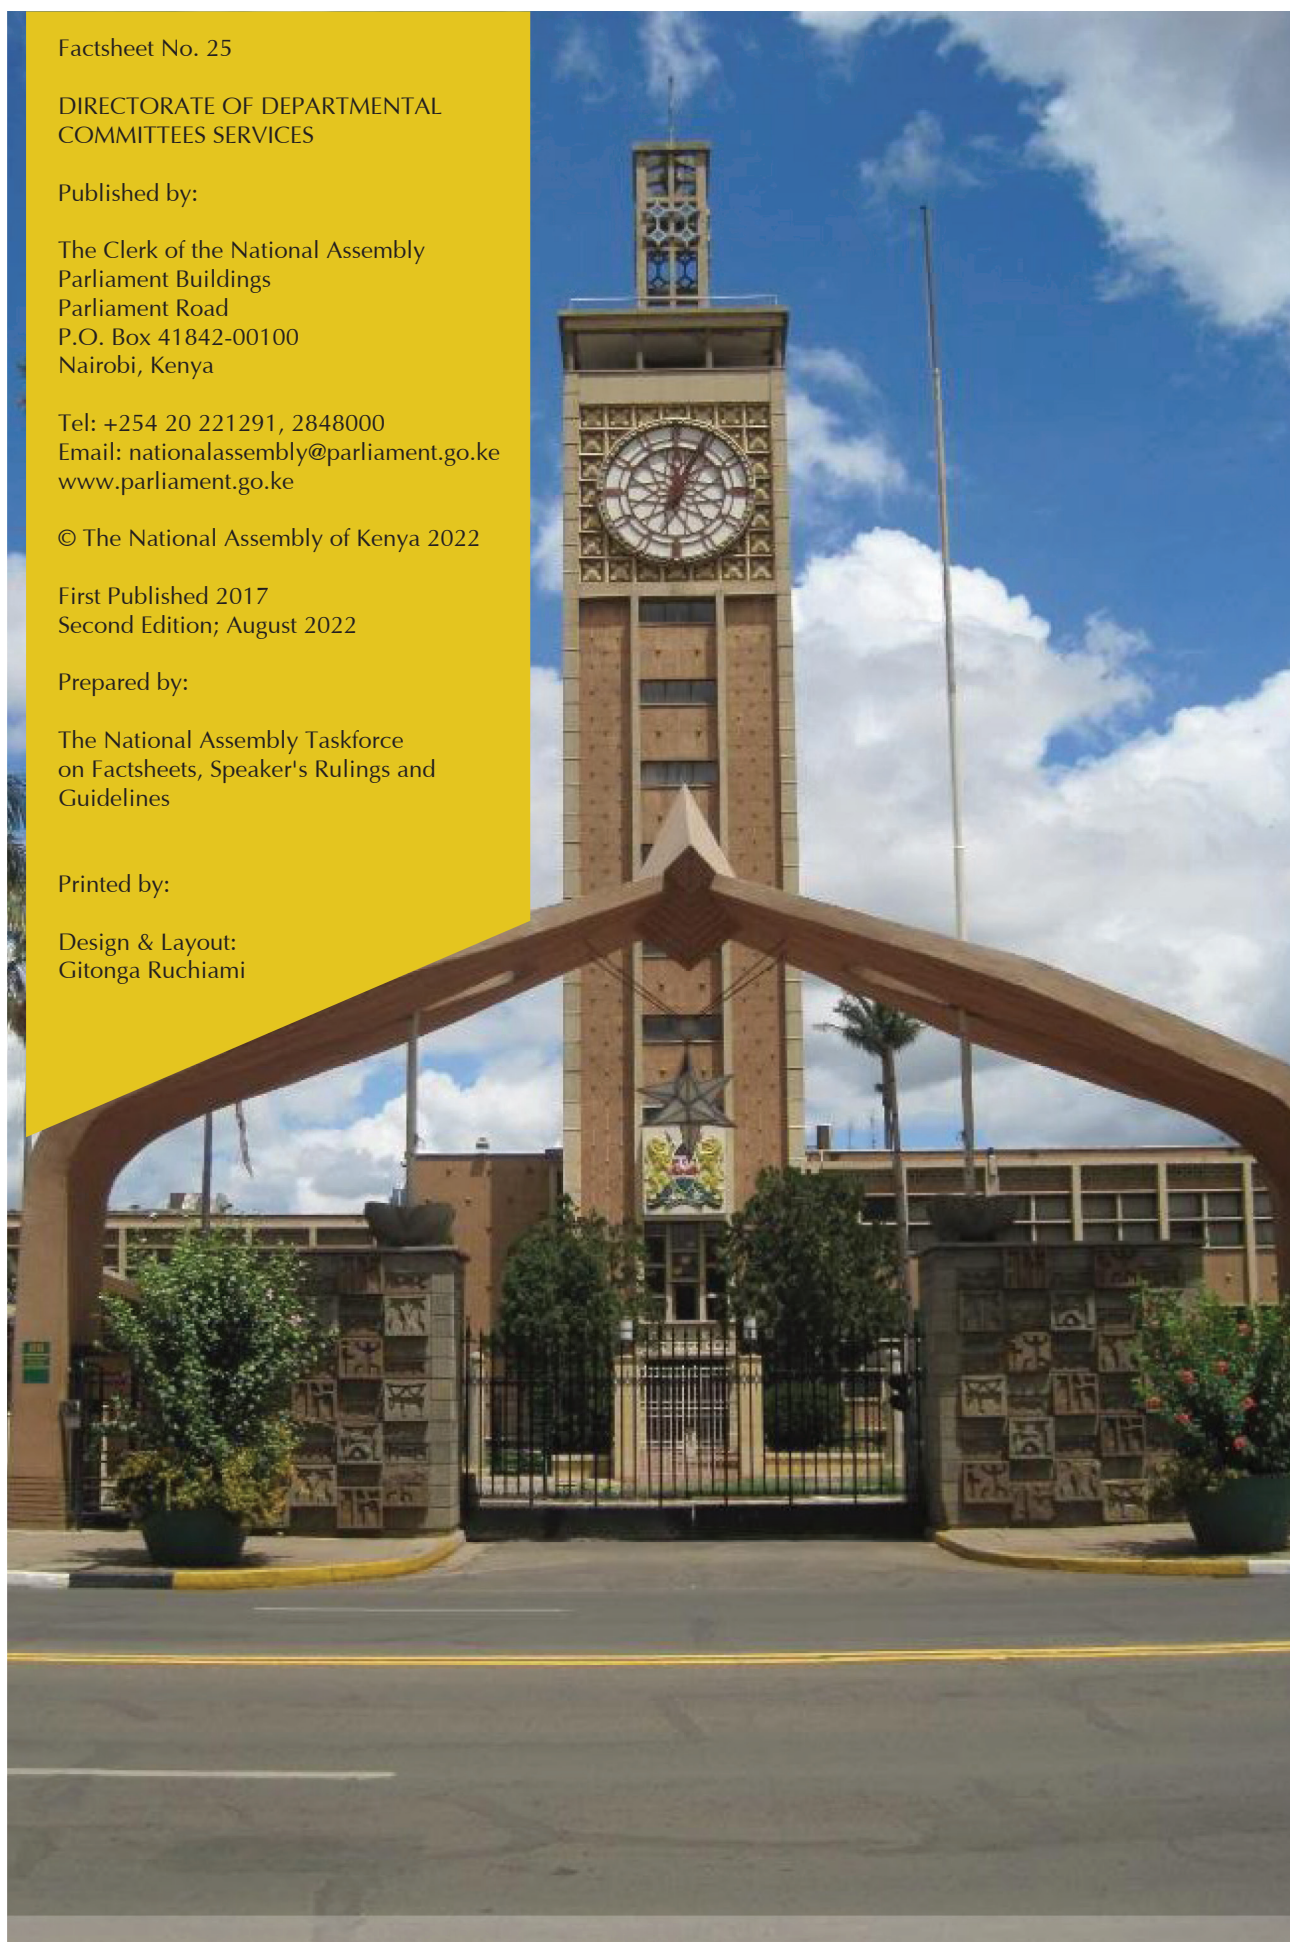 Factsheet No. 25
DIRECTORATE OF DEPARTMENTAL
COMMITTEES SERVICES
Published by:
The Clerk of the National Assembly
Parliament Buildings
Parliament Road
P.O. Box 41842-00100
Nairobi, Kenya
Tel: +254 20 221291, 2848000
Email: nationalassembly@parliament.go.ke
www.parliament.go.ke
© The National Assembly of Kenya 2022
First Published 2017
Second Edition; August 2022
Prepared by:
The National Assembly Taskforce
on Factsheets, Speaker's Rulings and
Guidelines
Printed by:
Design & Layout:
Gitonga Ruchiami